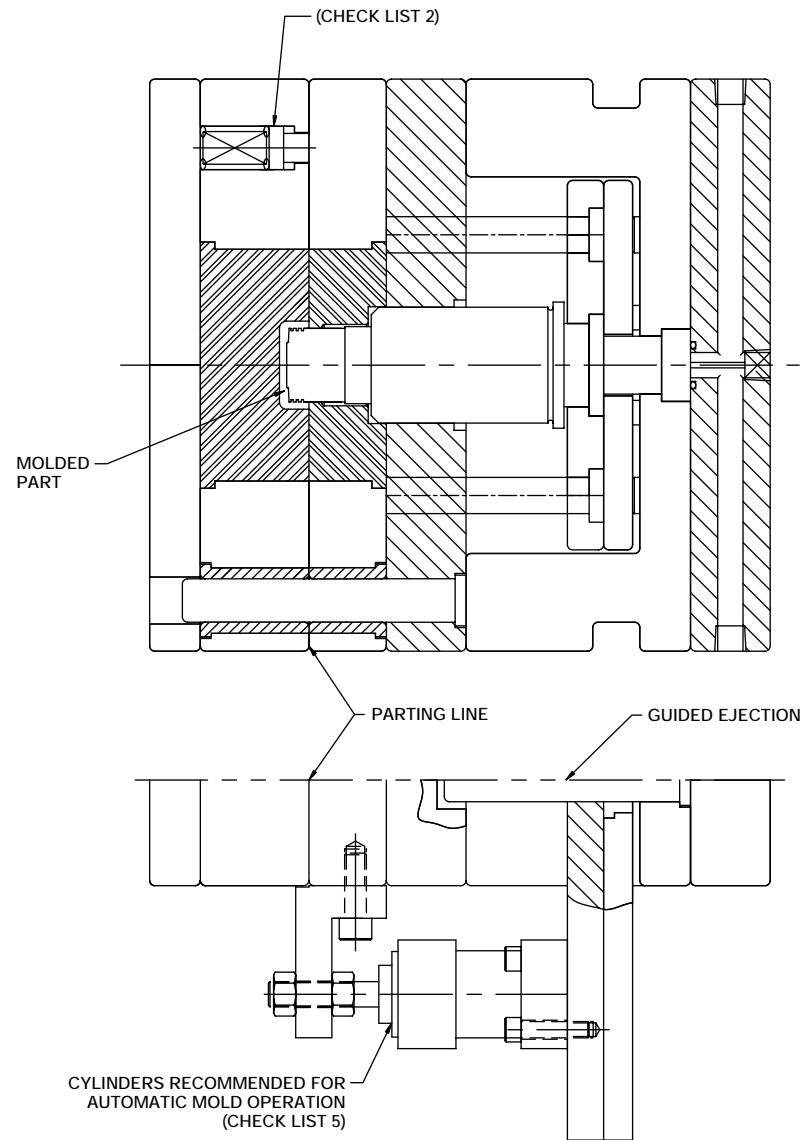 (CHECK LIST 2)
MOLDED
PART
PARTING LINE
GUIDED EJECTION
CYLINDERS RECOMMENDED FOR
AUTOMATIC MOLD OPERATION
(CHECK LIST 5)